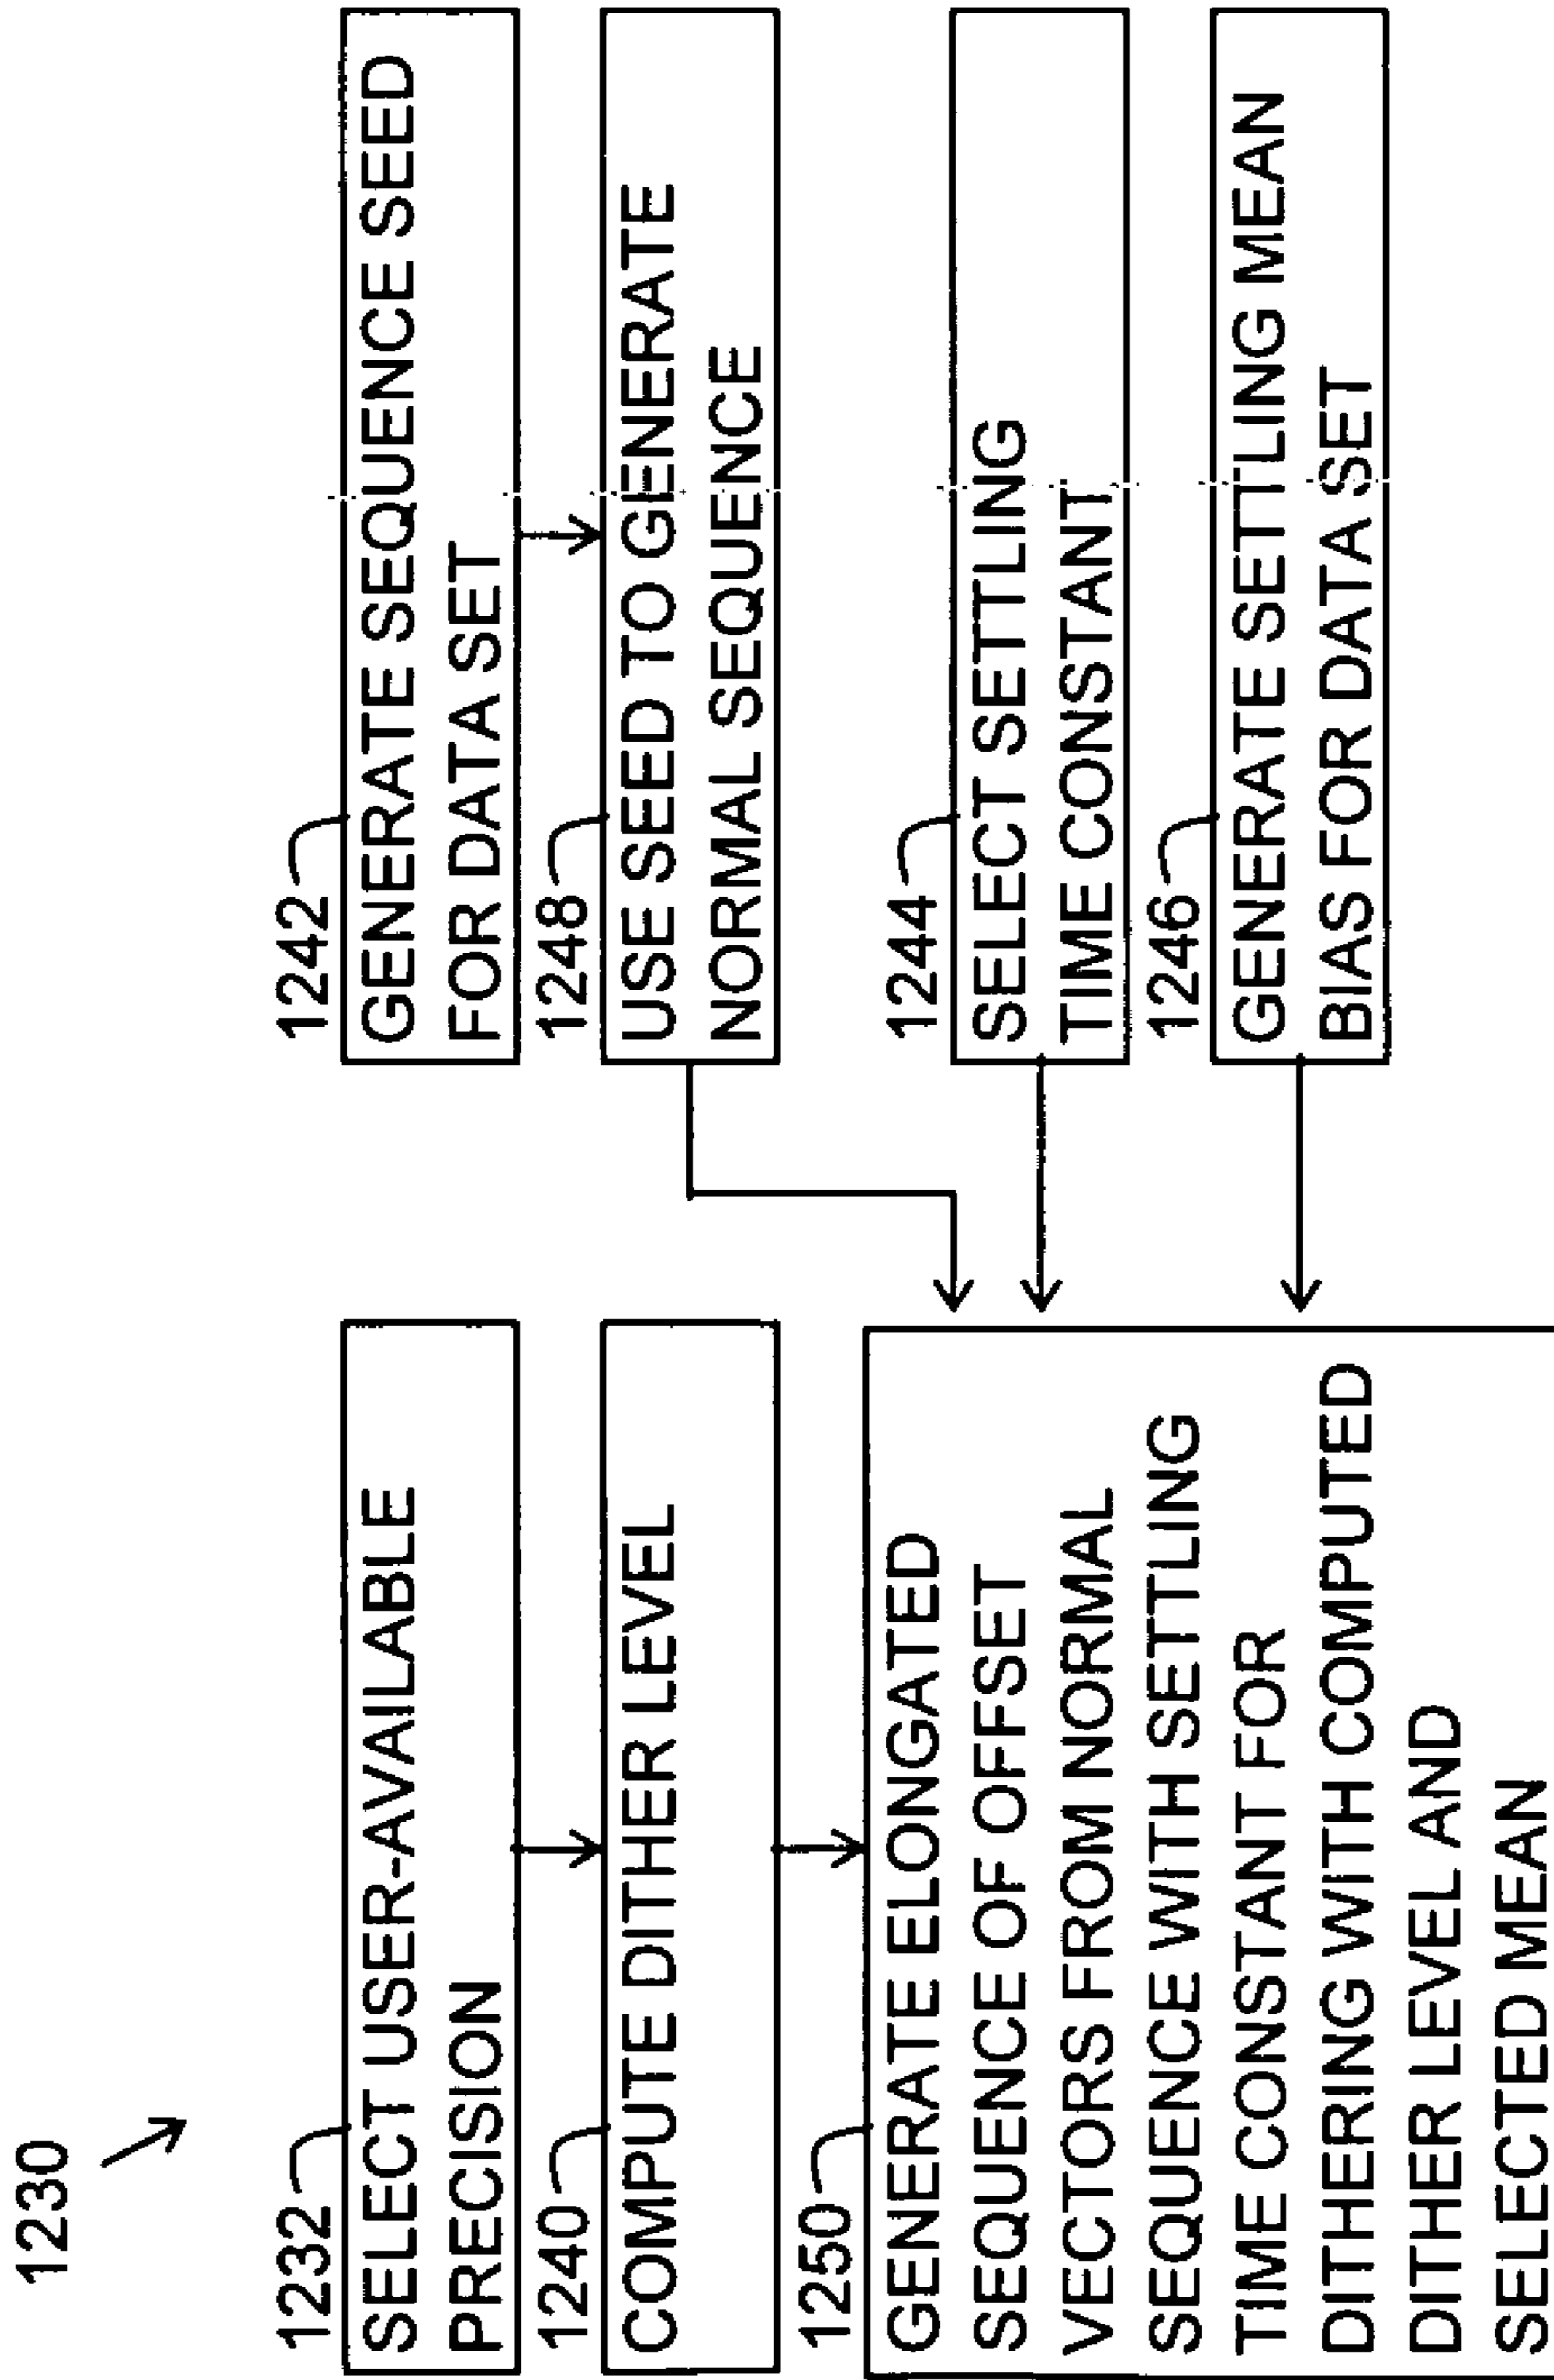 1230
1232
SELECT USER-AVAILABLE
PRECISION
1240
COMPUTE DITHER LEVEL
1250
GENERATE ELONGATED
SEQUENCE OF OFFSET
VECTORS FROM NORMAL
SEQUENCE WITH SETTLING
TIME CONSTANT FOR
DITHERING WITH COMPUTED
DITHER LEVEL AND
SELECTED MEAN
1242
GENERATE SEQUENCE SEED
FOR DATA SET
1248
USE SEED TO GENERATE
NORMAL SEQUENCE
1244
SELECT SETTLING
TIME CONSTANT
1246
GENERATE SETTLING MEAN
BIAS FOR DATA SET